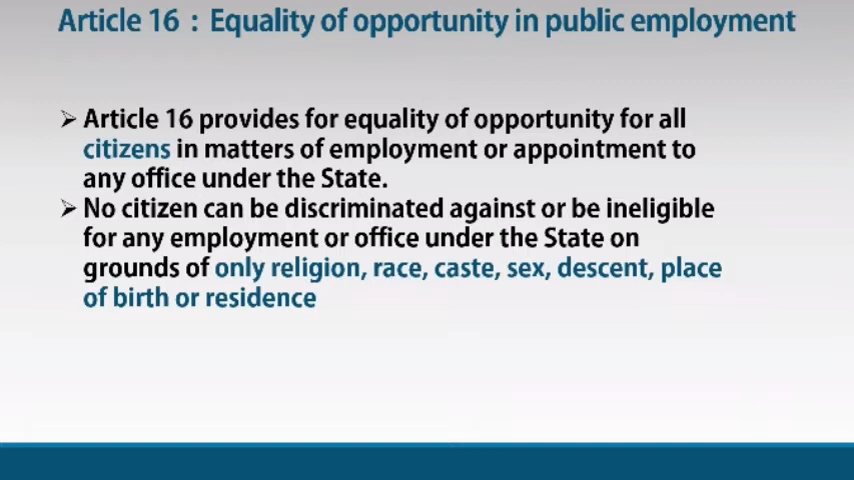 Article 16 : Equality of opportunity in public employment
➢ Article 16 provides for equality of opportunity for all
citizens in matters of employment or appointment to
any office under the State.
➢ No citizen can be discriminated against or be ineligible
for any employment or office under the State on
grounds of only religion, race, caste, sex, descent, place
of birth or residence